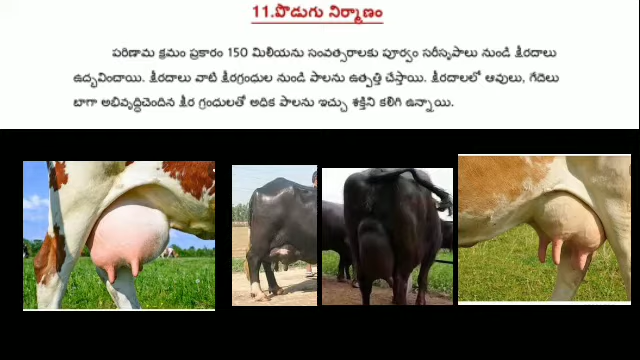 11.పొదుగు నిర్మాణం
పరిణామ క్రమం ప్రకారం 150 మిలియను సంవత్సరాలకు పూర్వం సరీసృపాలు నుండి క్షీరదాలు
ఉద్భవించాయి. క్షీరదాలు వాటి క్షీరగ్రంధుల నుండి పాలను ఉత్పత్తి చేస్తాయి. క్షీరదాలలో ఆవులు, గేదెలు
బాగా అభివృద్ధిచెందిన క్షీర గ్రంధులతో అధిక పాలను ఇచ్చు శక్తిని కలిగి ఉన్నాయి.